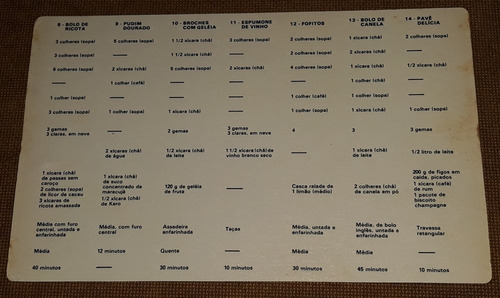 8 - BOLO DE RICOTA   9 - PUDIM DOURADO   10 - BROCHES COM GELÉIA   11 - ESPUMONE DE VINHO   12 - FOFITOS   13 - BOLO DE CANELA   14 - PAVÊ DELÍCIA
3 colheres (sopa)   5 colheres (sopa)   1 1/2 xícara (chá)   3 colheres (sopa)   2 colheres (sopa)   1 xícara (chá)   2 colheres (sopa)
3 colheres (sopa)   —   1 1/2 xícara (chá)   —   2 colheres (sopa)   2 xícaras (chá)   —
6 colheres (sopa)   2 xícaras (chá)   5 colheres (sopa)   2 xícaras (chá)   4 colheres (sopa)   1 xícara (chá)   1/2 xícara (chá)
—   1 colher (café)   —   —   —   1 colher (chá)   —
1 colher (sopa)   —   —   —   1 colher (chá)   1 colher (sopa)   —
3 colheres (sopa)   1 colher (sopa)   1 xícara (chá)   —   1 colher (sopa)   1 xícara (chá)   1 colher (sopa)
3 gemas   —   2 gemas   3 gemas   4   3   3 gemas
3 claras, em neve   3 claras, em neve
—   2 xícaras (chá) de água   1/2 xícara (chá) de leite   1 1/2 xícara (chá) de vinho branco seco   —   1 xícara (chá) de leite   1/2 litro de leite
1 xícara (chá) de passas sem caroço   1 xícara (chá) de suco concentrado de maracujá   120 g de geléia de fruta   —   Casca ralada de 1 limão (médio)   2 colheres (chá) de canela em pó   200 g de figos em calda, picados
2 colheres (sopa) de licor de cacau   1/2 xícara (chá) de Karo   1 xícara (café) de rum
3 xícaras de ricota amassada   1 pacote de biscoito champagne
Média com furo central, untada e enfarinhada   Média, com furo central   Assadeira enfarinhada   Taças   Média, untada e enfarinhada   Média, de bolo inglês, untada e enfarinhada   Travessa retangular
Média   12 minutos   Quente   —   Média   Média   —
40 minutos   —   30 minutos   10 minutos   30 minutos   45 minutos   10 minutos